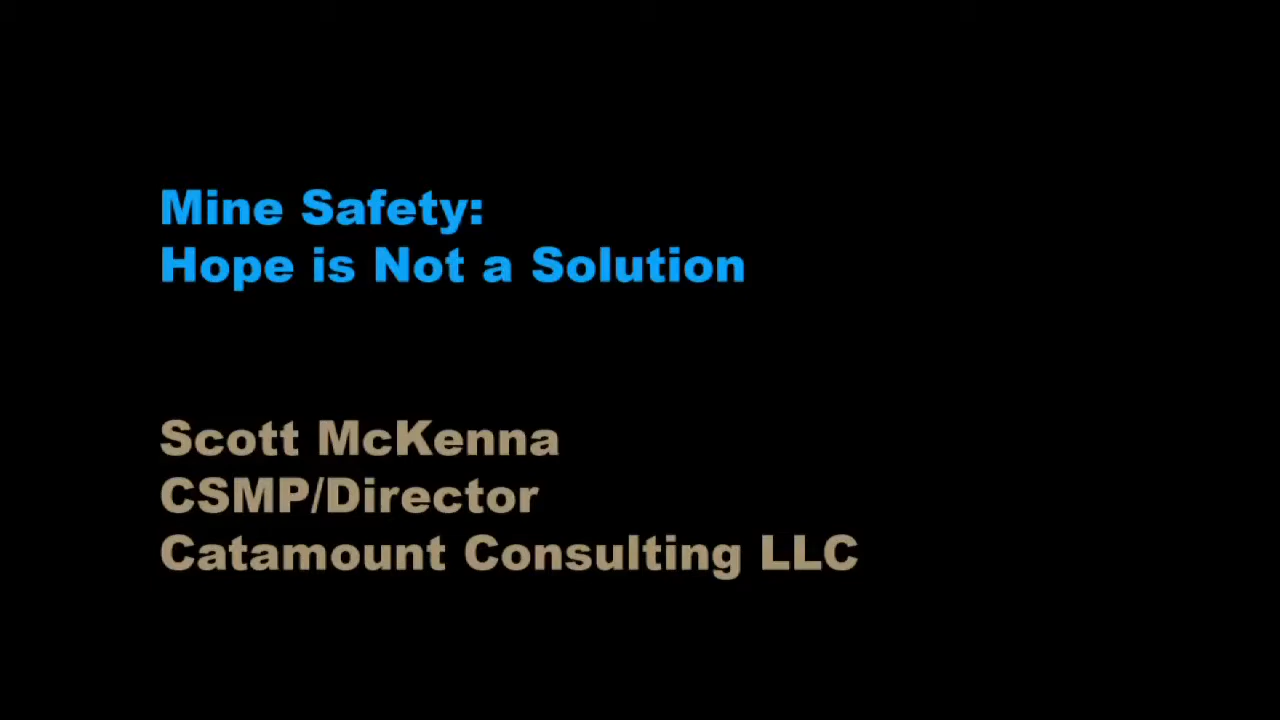 Mine Safety:
Hope is Not a Solution
Scott McKenna
CSMP/Director
Catamount Consulting LLC